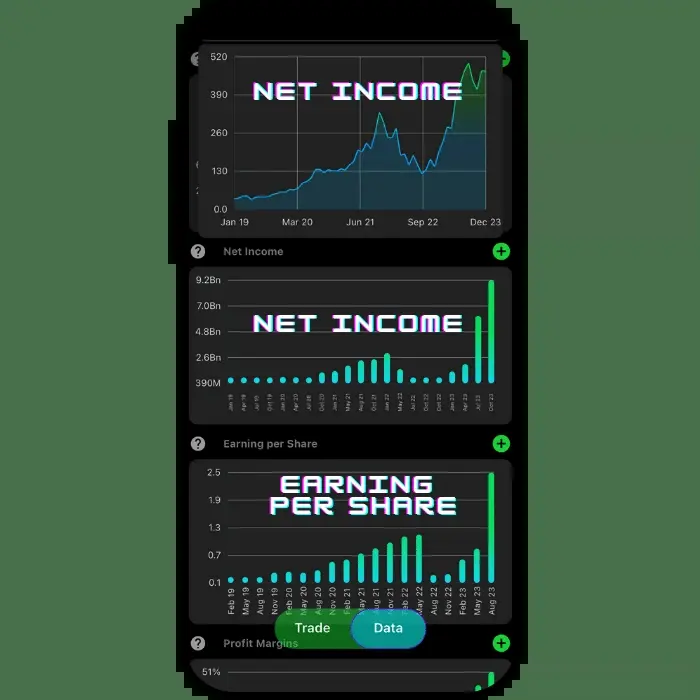 520
NET INCOME
390
260
130
0.0
Jan 19 Mar 20 Jun 21 Sep 22 Dec 23
? Net Income +
9.2Bn
7.0Bn
NET INCOME
4.8Bn
2.6Bn
390M
? Earning per Share +
2.5
EARNING
1.9
PER SHARE
1.3
0.7
0.1
Feb 19 May 19 Aug 19 Nov 19 Feb 20 May 20 Aug 20 Nov 20 Feb 21 May 21 Aug 21 Nov 21 Feb 22 May 22 Aug 22 Nov 22 Feb 23 May 23 Aug 23
Trade Data
? Profit Margins +
51%